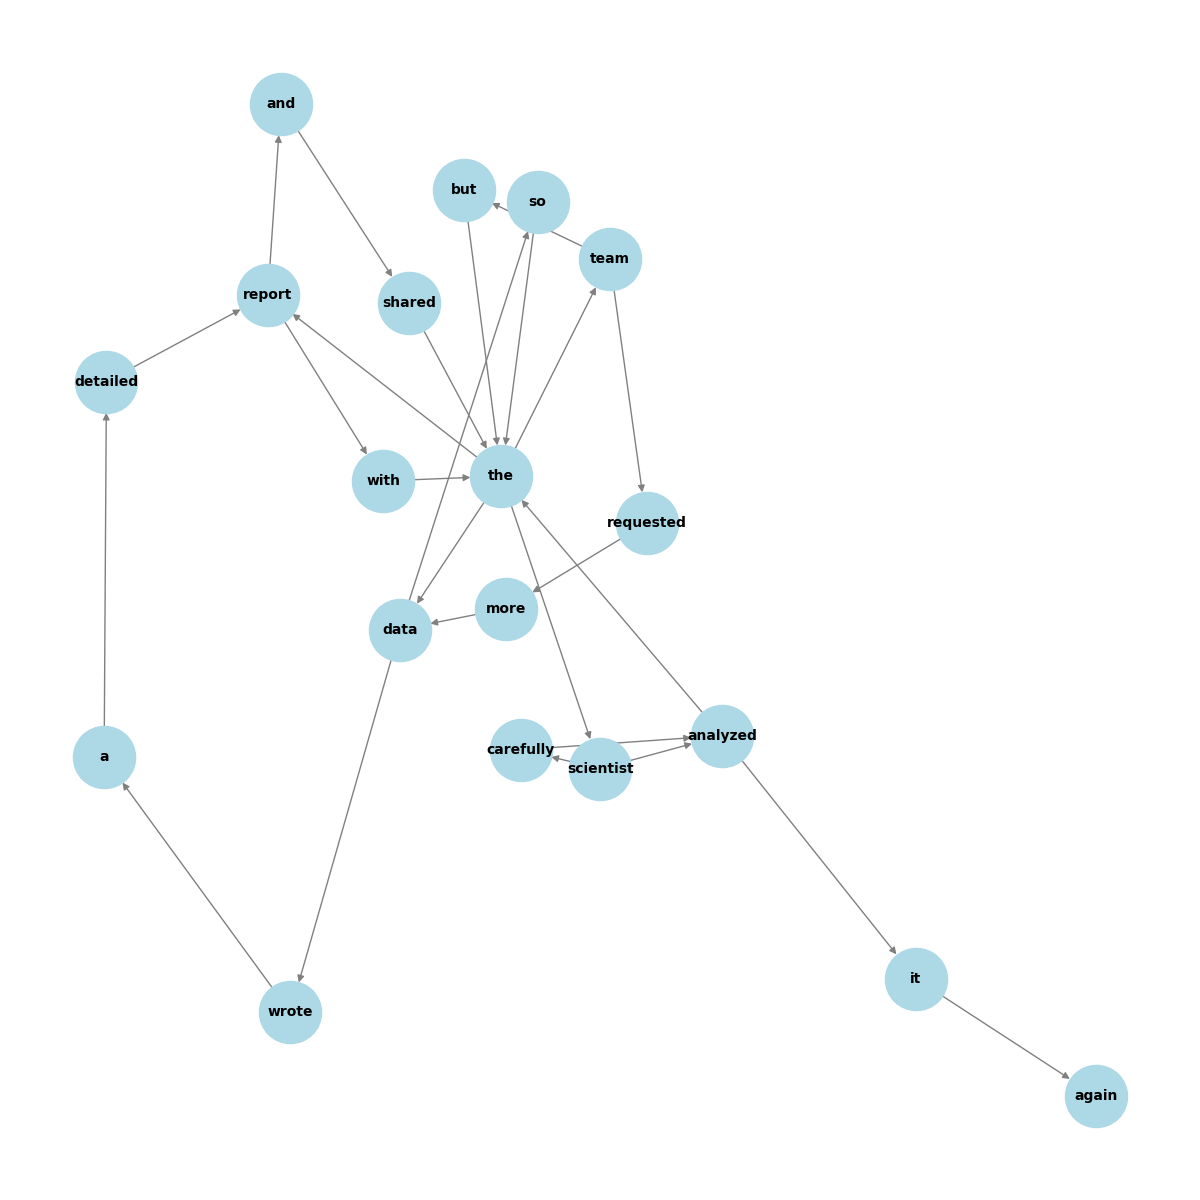 and
but
so
team
report
shared
detailed
with
the
requested
more
data
carefully
scientist
analyzed
a
it
wrote
again